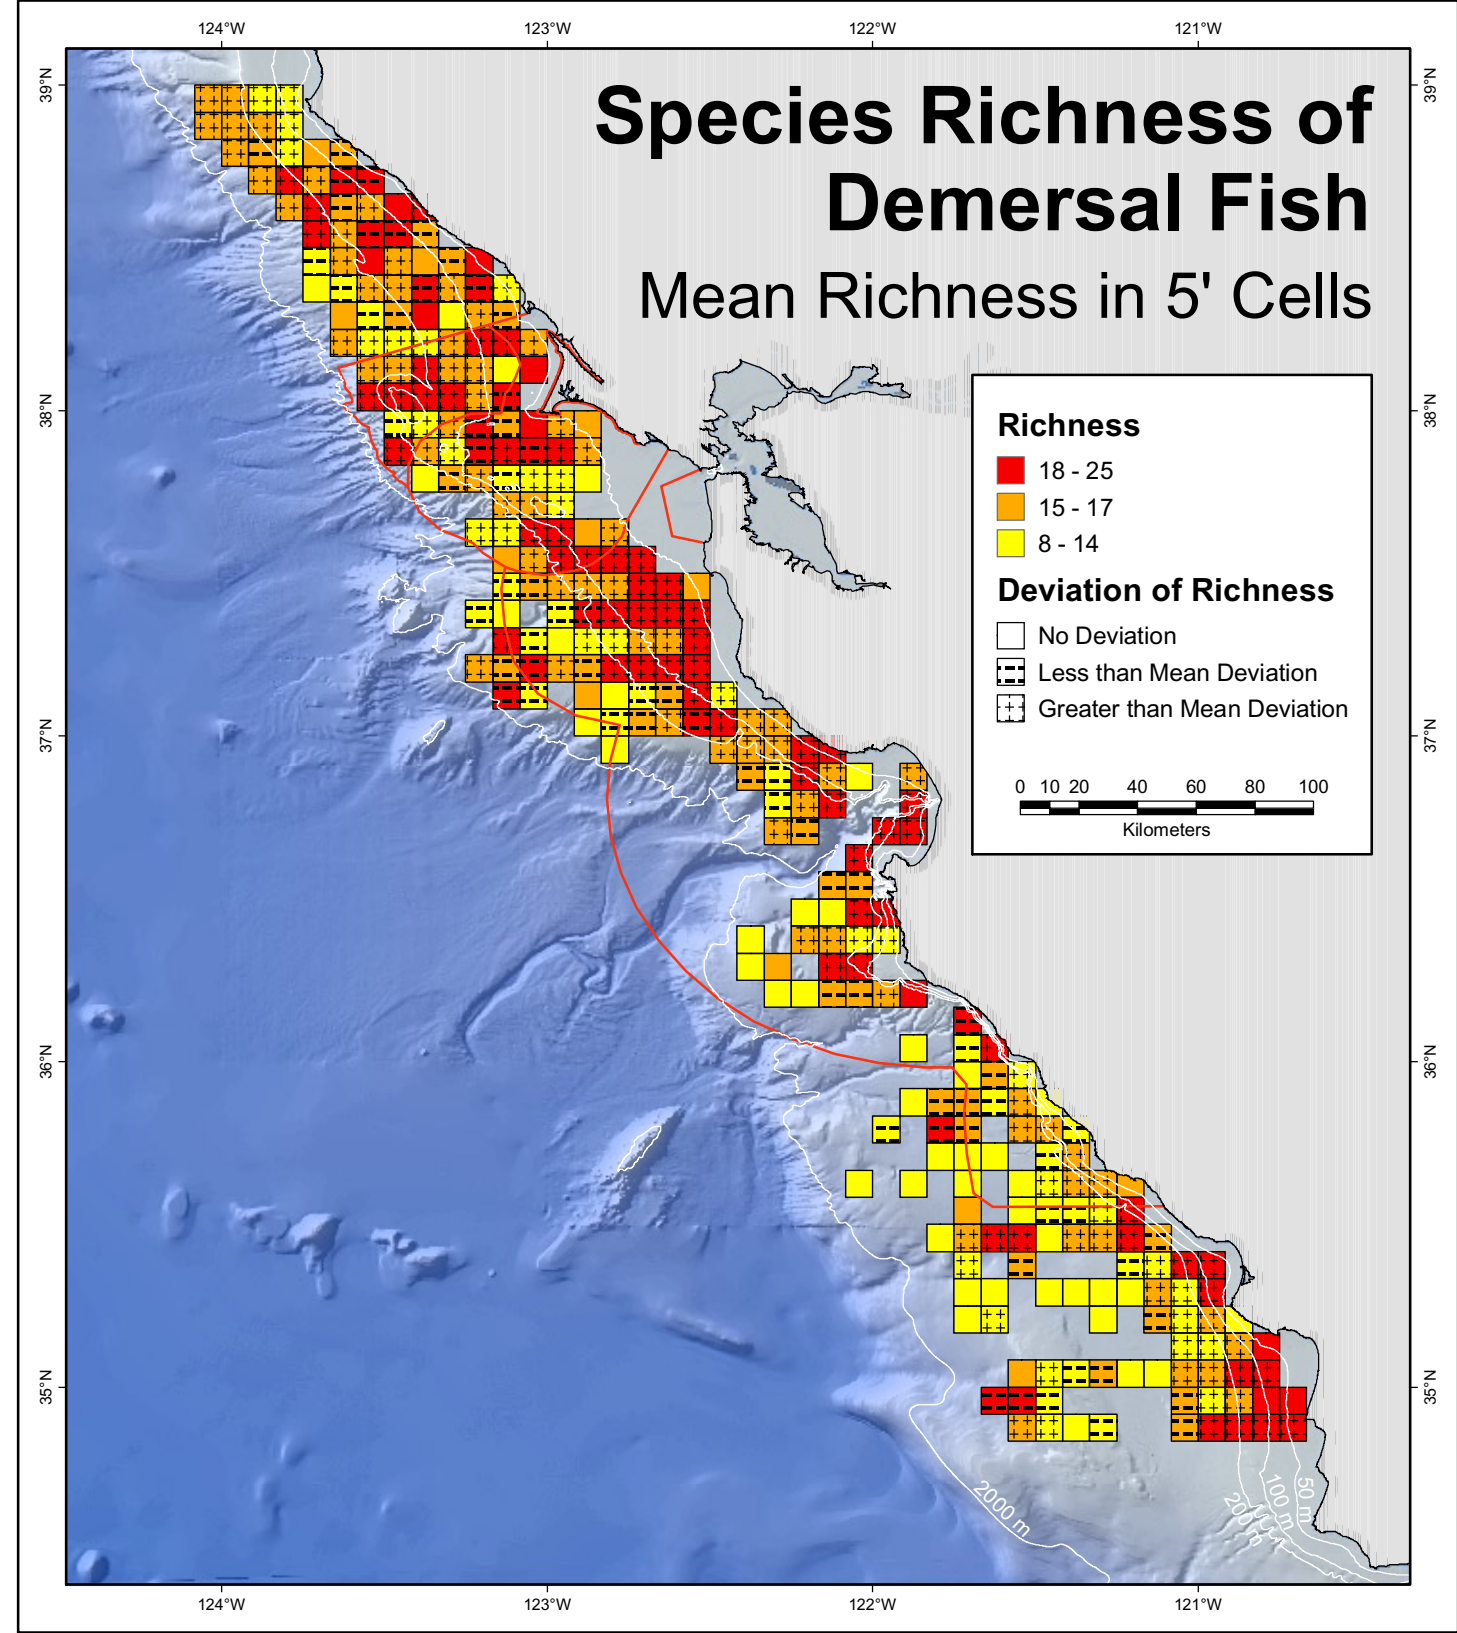 124°W 123°W 122°W 121°W
39°N 39°N
Species Richness of
Demersal Fish
Mean Richness in 5' Cells
38°N 38°N
Richness
18 - 25
15 - 17
8 - 14
Deviation of Richness
No Deviation
Less than Mean Deviation
Greater than Mean Deviation
37°N 37°N
0 10 20 40 60 80 100
Kilometers
36°N 36°N
35°N 35°N
2000 m
200 m
100 m
50 m
124°W 123°W 122°W 121°W